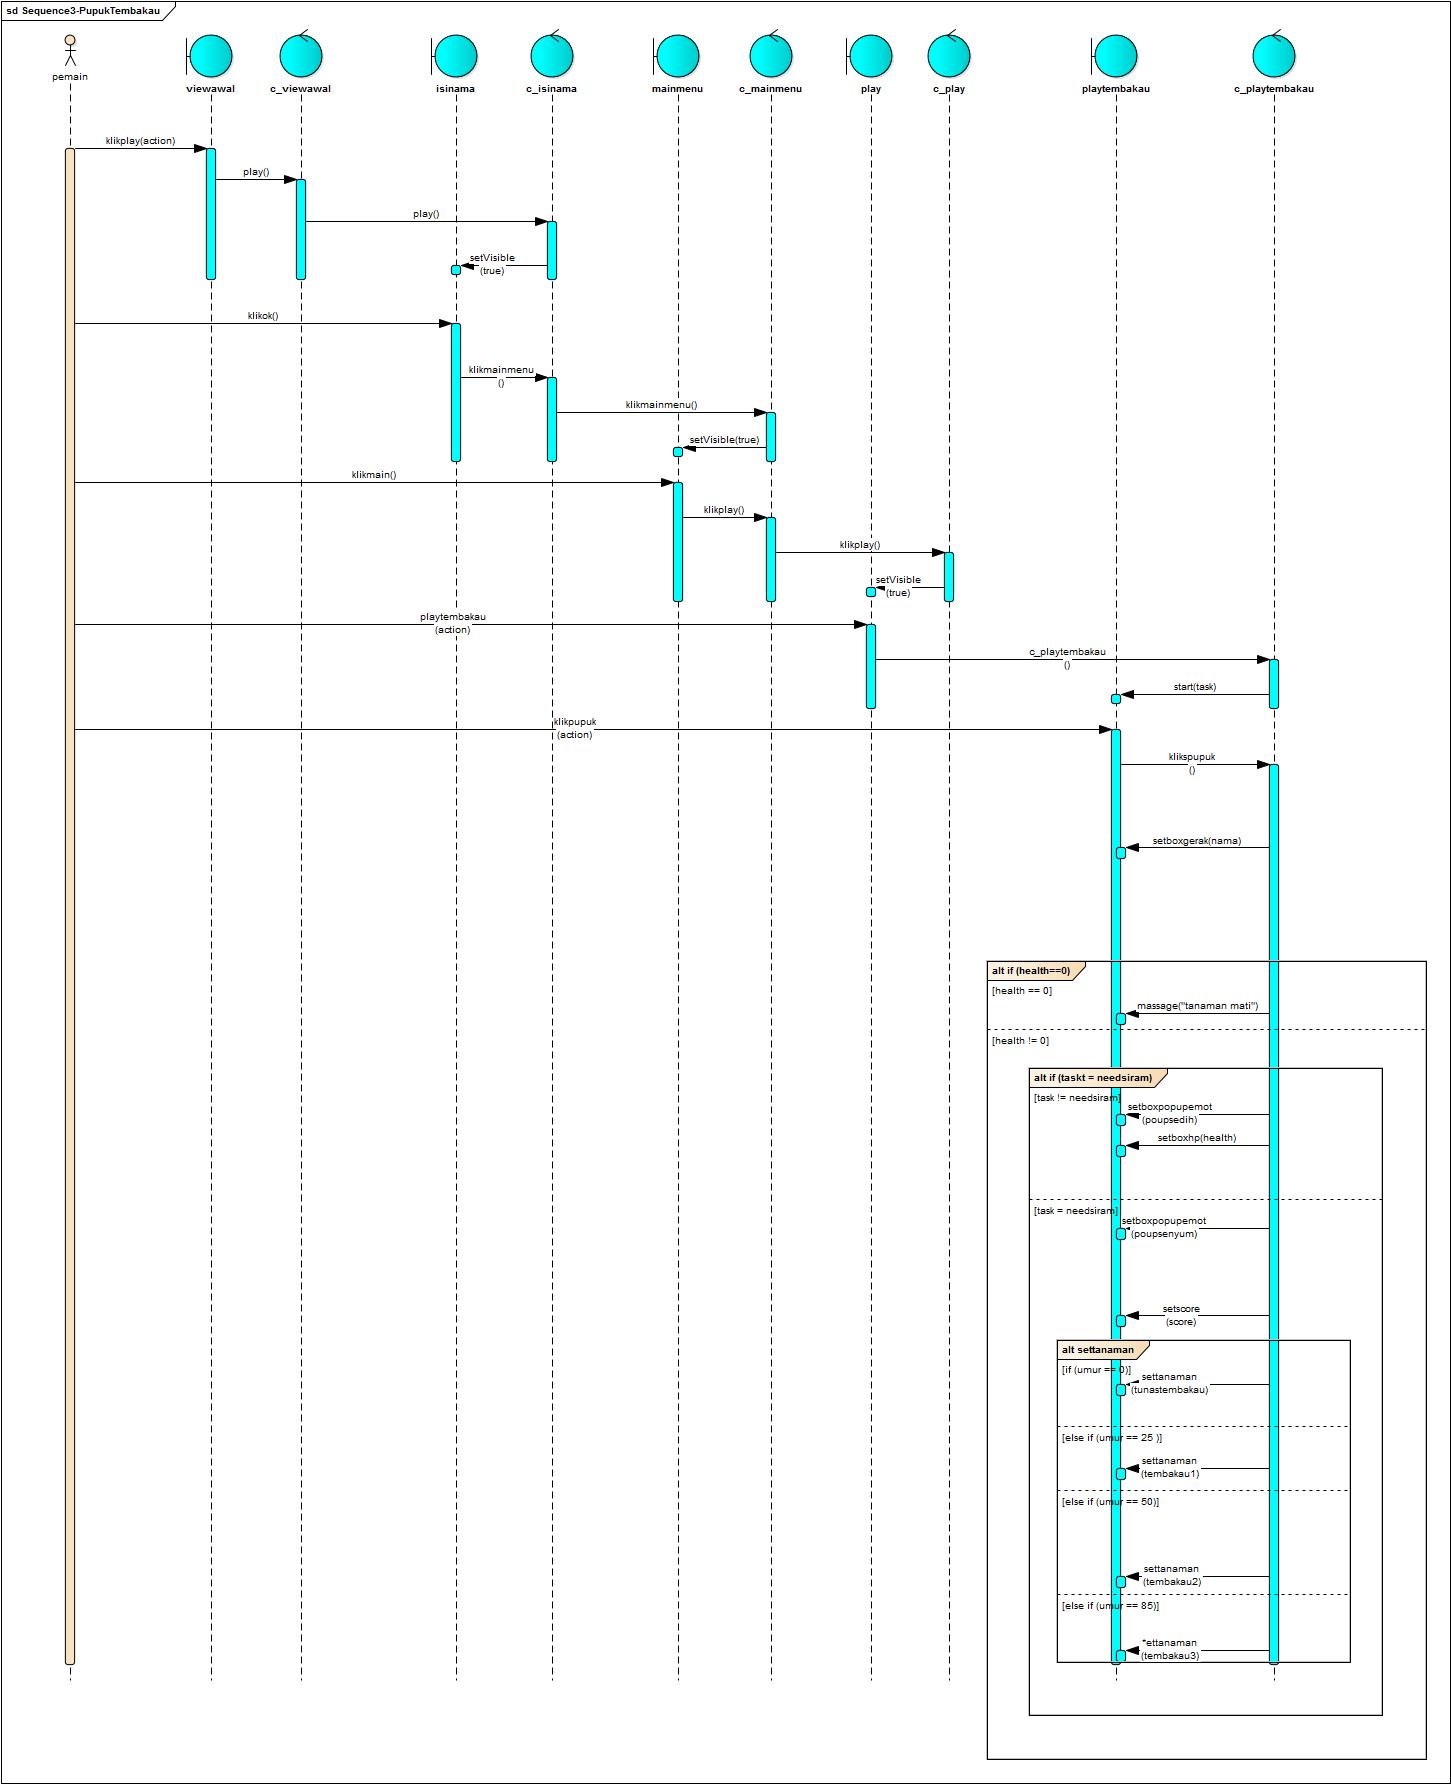 sd Sequence3-PupukTembakau
pemain
viewawal
c_viewawal
isinama
c_isinama
mainmenu
c_mainmenu
play
c_play
playtembakau
c_playtembakau
klikplay(action)
play()
play()
setVisible
(true)
klikok()
klikmainmenu
()
klikmainmenu()
setVisible(true)
klikmain()
klikplay()
klikplay()
setVisible
(true)
playtembakau
(action)
c_playtembakau
()
start(task)
klikpupuk
(action)
klikspupuk
()
setboxgerak(nama)
alt if (health==0)
[health == 0]
massage("tanaman mati")
[health != 0]
alt if (taskt = needsiram)
[task != needsiram]
setboxpopupemot
(poupsedih)
setboxhp(health)
[task = needsiram]
setboxpopupemot
(poupsenyum)
setscore
(score)
alt settanaman
[if (umur == 0)]
settanaman
(tunastembakau)
[else if (umur == 25 )]
settanaman
(tembakau1)
[else if (umur == 50)]
settanaman
(tembakau2)
[else if (umur == 85)]
*ettanaman
(tembakau3)